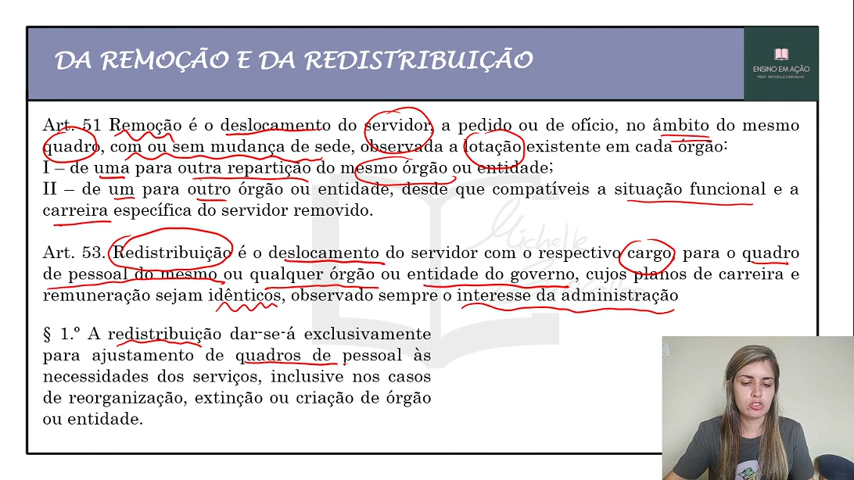 DA REMOÇÃO E DA REDISTRIBUIÇÃO
ENSINO EM AÇÃO
PROF. MICHELLE CARVALHO
Art. 51 Remoção é o deslocamento do servidor, a pedido ou de ofício, no âmbito do mesmo
quadro, com ou sem mudança de sede, observada a lotação existente em cada órgão:
I – de uma para outra repartição do mesmo órgão ou entidade;
II – de um para outro órgão ou entidade, desde que compatíveis a situação funcional e a
carreira específica do servidor removido.
Art. 53. Redistribuição é o deslocamento do servidor com o respectivo cargo, para o quadro
de pessoal do mesmo ou qualquer órgão ou entidade do governo, cujos planos de carreira e
remuneração sejam idênticos, observado sempre o interesse da administração
§ 1.º A redistribuição dar-se-á exclusivamente
para ajustamento de quadros de pessoal às
necessidades dos serviços, inclusive nos casos
de reorganização, extinção ou criação de órgão
ou entidade.
Michelle